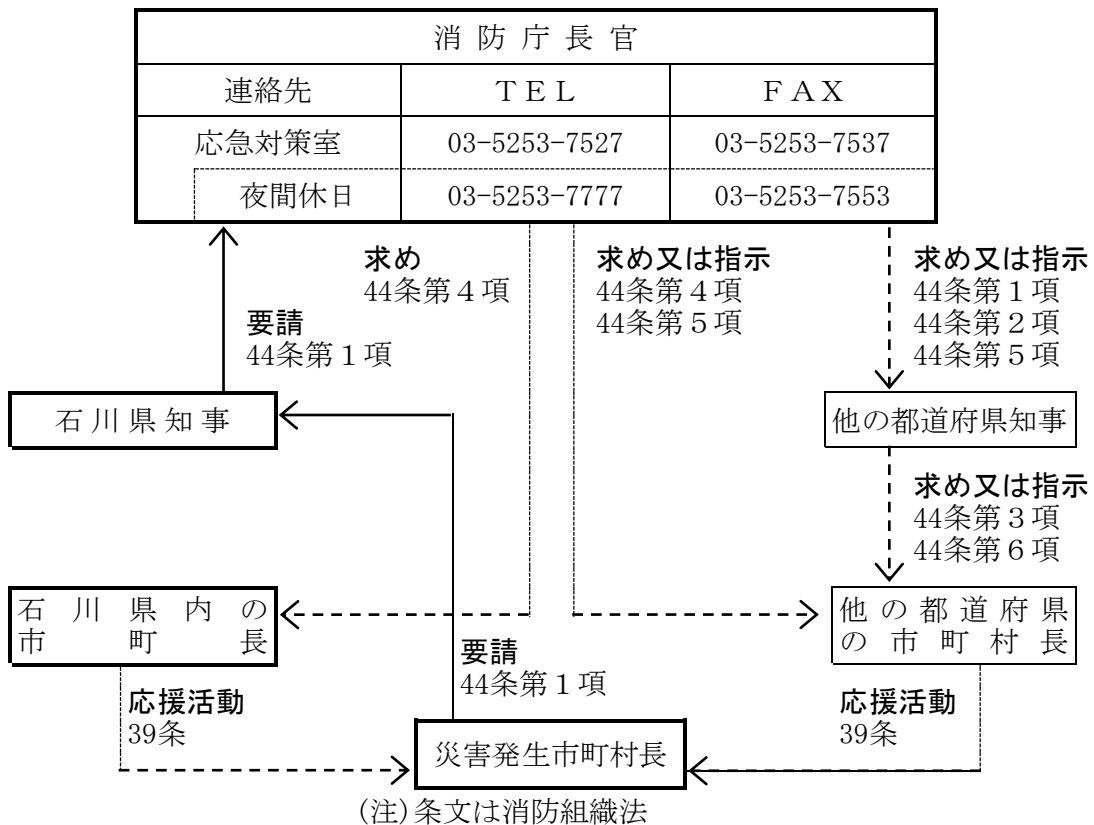 消防庁長官
連絡先 ＴＥＬ ＦＡＸ
応急対策室 03-5253-7527 03-5253-7537
夜間休日 03-5253-7777 03-5253-7553
求め
44条第４項
求め又は指示
44条第４項
44条第５項
求め又は指示
44条第１項
44条第２項
44条第５項
要請
44条第１項
石川県知事
他の都道府県知事
求め又は指示
44条第３項
44条第６項
石川県内の
市町長
他の都道府県
の市町村長
要請
44条第１項
応援活動
39条
応援活動
39条
災害発生市町村長
(注)条文は消防組織法